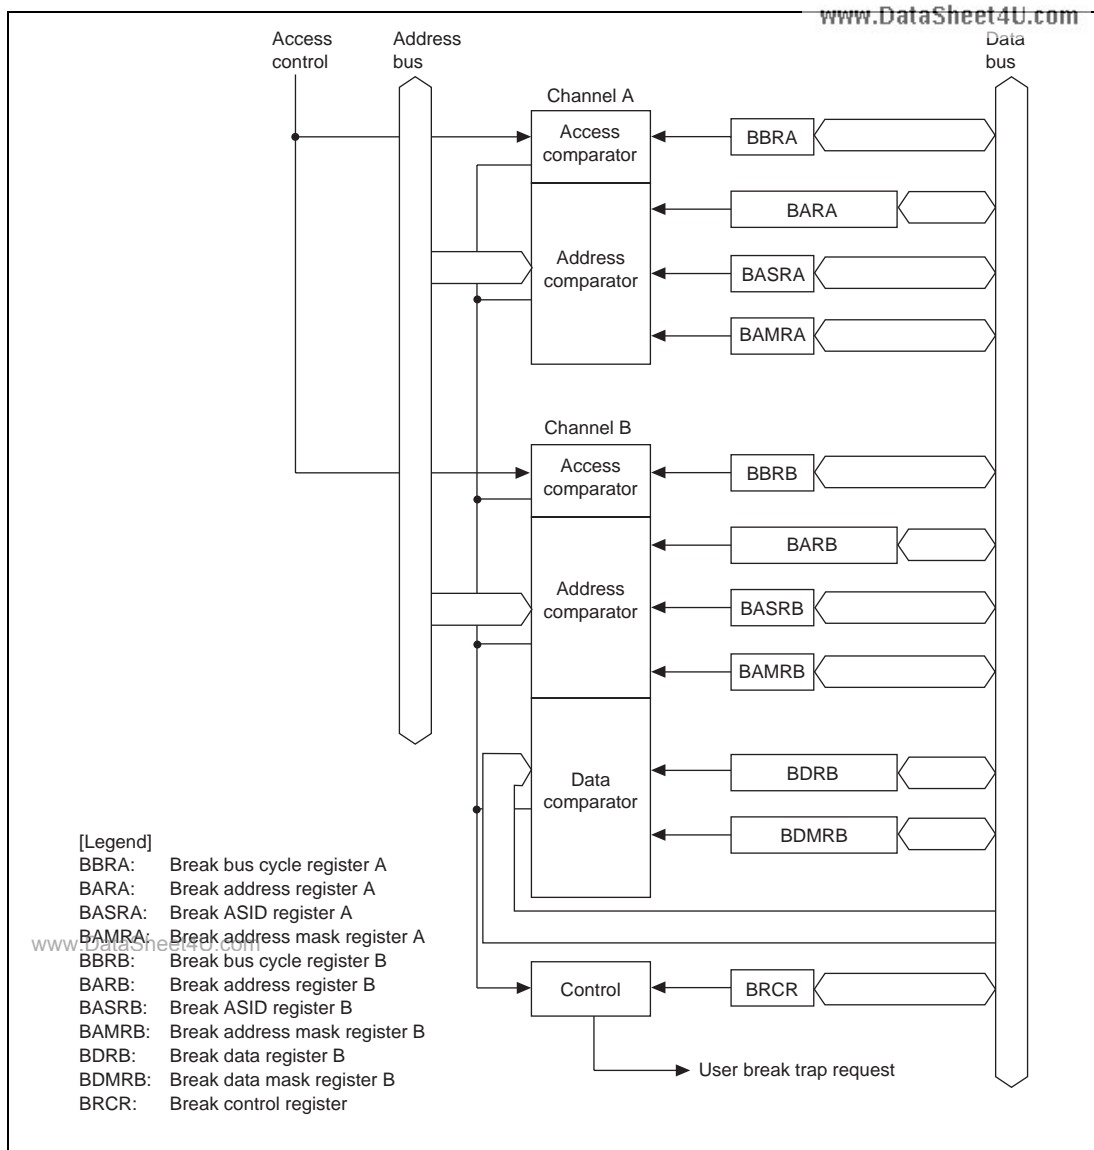 www.DataSheet4U.com
Access
control
Address
bus
Data
bus
Channel A
Access
comparator
BBRA
BARA
Address
comparator
BASRA
BAMRA
Channel B
Access
comparator
BBRB
BARB
Address
comparator
BASRB
BAMRB
Data
comparator
BDRB
BDMRB
Control
BRCR
User break trap request
[Legend]
BBRA: Break bus cycle register A
BARA: Break address register A
BASRA: Break ASID register A
BAMRA: Break address mask register A
www.DataSheet4U.com
BBRB: Break bus cycle register B
BARB: Break address register B
BASRB: Break ASID register B
BAMRB: Break address mask register B
BDRB: Break data register B
BDMRB: Break data mask register B
BRCR: Break control register